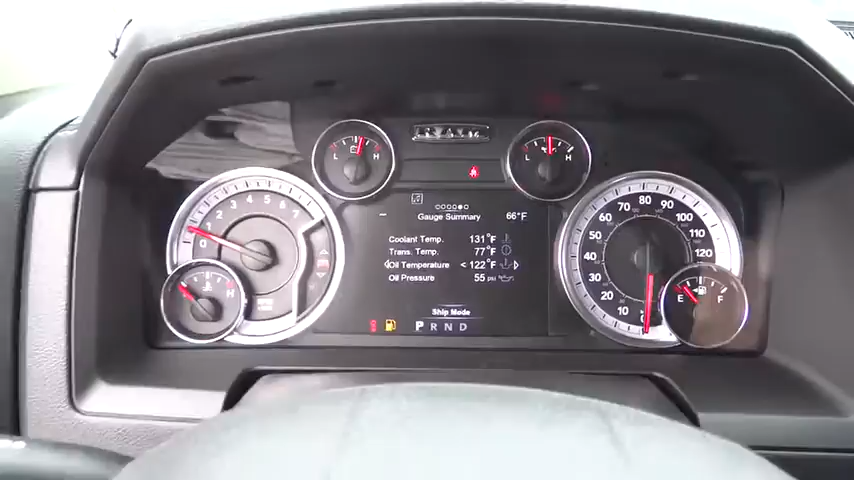 RAM
L H
L H
Gauge Summary 66°F
Coolant Temp. 131°F
Trans. Temp. 77°F
Oil Temperature < 122°F
Oil Pressure 55 psi
Ship Mode
P R N D
0 1 2 3 4 5 6 7
C H
10 20 30 40 50 60 70 80 90 100 110 120
E F